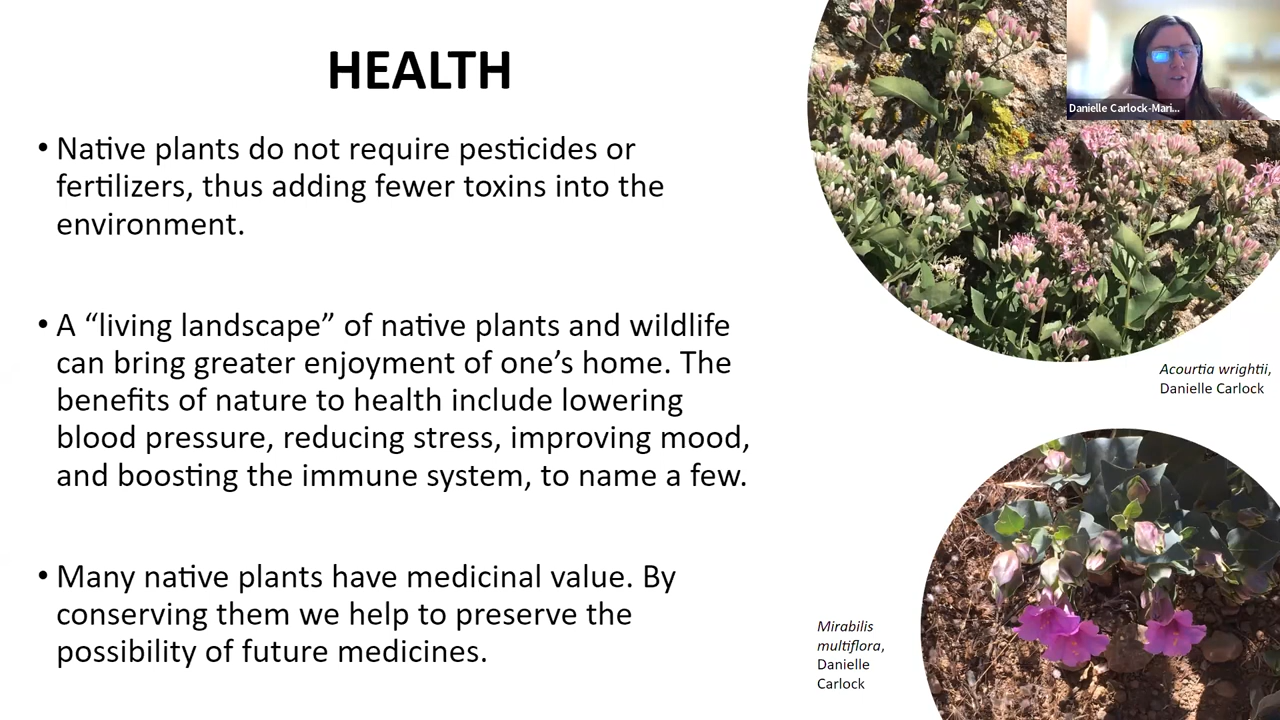 HEALTH
• Native plants do not require pesticides or
fertilizers, thus adding fewer toxins into the
environment.
• A “living landscape” of native plants and wildlife
can bring greater enjoyment of one’s home. The
benefits of nature to health include lowering
blood pressure, reducing stress, improving mood,
and boosting the immune system, to name a few.
• Many native plants have medicinal value. By
conserving them we help to preserve the
possibility of future medicines.
Danielle Carlock-Mari...
Acourtia wrightii,
Danielle Carlock
Mirabilis
multiflora,
Danielle
Carlock